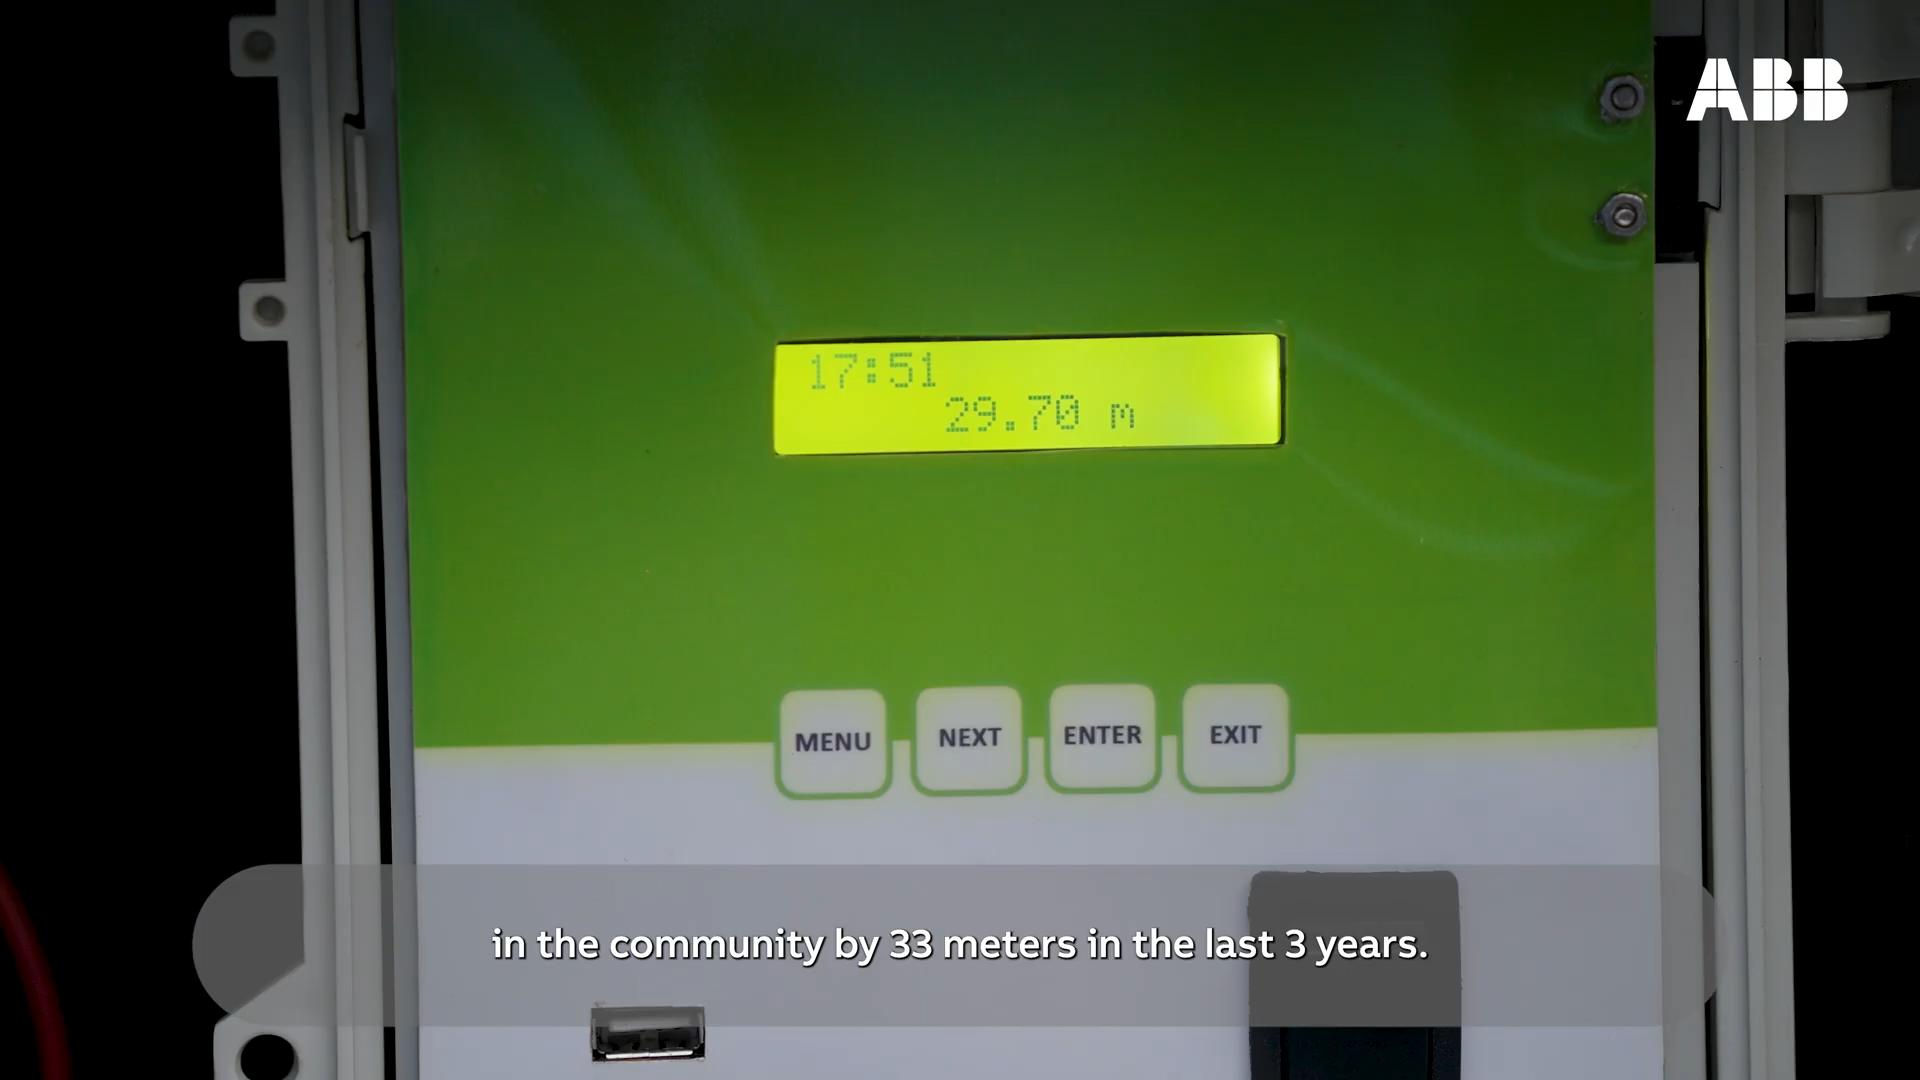 ABB
17:51
29.70 m
MENU NEXT ENTER EXIT
in the community by 33 meters in the last 3 years.